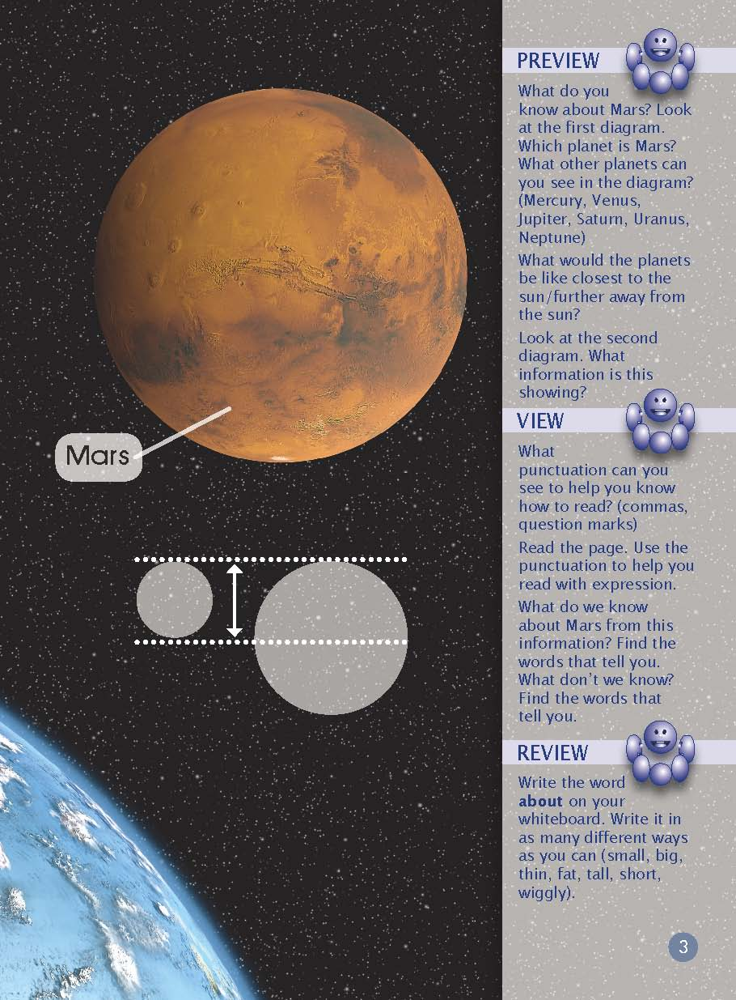 Mars
PREVIEW
What do you
know about Mars? Look
at the first diagram.
Which planet is Mars?
What other planets can
you see in the diagram?
(Mercury, Venus,
Jupiter, Saturn, Uranus,
Neptune)
What would the planets
be like closest to the
sun/further away from
the sun?
Look at the second
diagram. What
information is this
showing?
VIEW
What
punctuation can you
see to help you know
how to read? (commas,
question marks)
Read the page. Use the
punctuation to help you
read with expression.
What do we know
about Mars from this
information? Find the
words that tell you.
What don't we know?
Find the words that
tell you.
REVIEW
Write the word
about on your
whiteboard. Write it in
as many different ways
as you can (small, big,
thin, fat, tall, short,
wiggly).
3